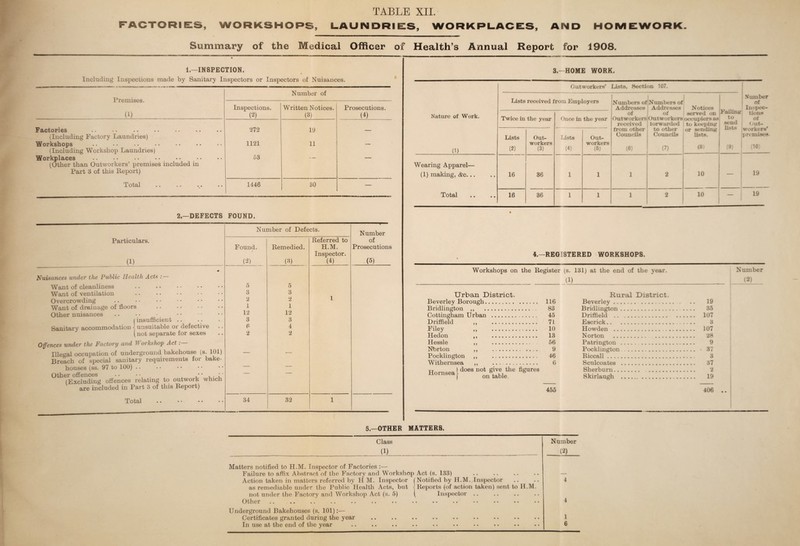 TABLE XII.
FACTORIES, WORKSHOPS, LAUNDRIES, WORKPLACES, AND HOMEWORK.
Summary of the Medical Officer of Health's Annual Report for 1908.
1.—INSPECTION.
Including Inspections made by Sanitary Inspectors or Inspectors of Nuisances.
Premises. Number of
Inspections. Written Notices. Prosecutions.
(1) (2) (3) (4)
Factories .. 272 19 —
(Including Factory Laundries)
Workshops .. 1121 11 —
(Including Workshop Laundries)
Workplaces .. 53 — —
(Other than Outworkers' premises included in
Part 3 of this Report)
Total .. 1446 30 —
2.—DEFECTS FOUND.
Particulars. Number of Defects. Number of Prosecutions
Found. Remedied. Referred to H.M. Inspector.
(1) (2) (3) (4) (5)
Nuisances under the Public Health Acts :—
Want of cleanliness .. 5 5
Want of ventilation .. 3 3
Overcrowding .. 2 2 1
Want of drainage of floors .. 1 1
Other nuisances .. 12 12
Sanitary accommodation { insufficient .. 3 3
unsuitable or defective .. 6 4
not separate for sexes .. 2 2
Offences under the Factory and Workshop Act :—
Illegal occupation of underground bakehouse (s. 101) — —
Breach of special sanitary requirements for bake-
houses (ss. 97 to 100) .. — —
Other offences .. — —
(Excluding offences relating to outwork which
are included in Part 3 of this Report)
Total .. 34 32 1
3.—HOME WORK.
Nature of Work. Outworkers' Lists, Section 107. Number of Inspec- tions of Out- workers' premises.
Lists received from Employers Numbers of Addresses of Outworkers received from other Councils Numbers of Addresses of Outworkers forwarded to other Councils Notices served on occupiers as to keeping or sending lists. Failing to send lists
Twice in the year Once in the year
Lists Out- workers Lists Out- workers
(1) (2) (3) (4) (5) (6) (7) (8) (9) (10)
Wearing Apparel—
(1) making, &c... 16 36 1 1 1 2 10 — 19
Total .. 16 36 1 1 1 2 10 — 19
4.—REGISTERED WORKSHOPS.
Workshops on the Register (s. 131) at the end of the year. Number
(1) (2)
Urban District.
Beverley Borough.. 116
Bridlington ,, 83
Cottingham Urban 45
Driffield ,, 71
Filey ,, 10
Hedon ,, 13
Hessle ,, 56
Norton ,, 9
Pocklington ,, 46
Withernsea ,, 6
Hornsea { does not give the figures
on table.
455
Rural District.
Beverley 19
Bridlington 35
Driffield 107
Escrick..
Howden 107
Norton 28
Patrington 9
Pocklington 37
Riccall 3
Sculcoates 37
Sherburn
Skirlaugh 19
406 ..
5.—OTHER MATTERS.
Class Number
(1) (2)
Matters notified to H.M. Inspector of Factories :—
Failure to affix Abstract of the Factory and Workshop Act (s. 133) .. —
Action taken in matters referred by H M. Inspector { Notified by H.M. Inspector .. 4
as remediable under the Public Health Acts, but { Reports (of action taken) sent to H.M.
not under the Factory and Workshop Act (s. 5) { Inspector ..
Other .. 4
Underground Bakehouses (s. 101) :—
Certificates granted during the year .. 1
In use at the end of the year .. 6